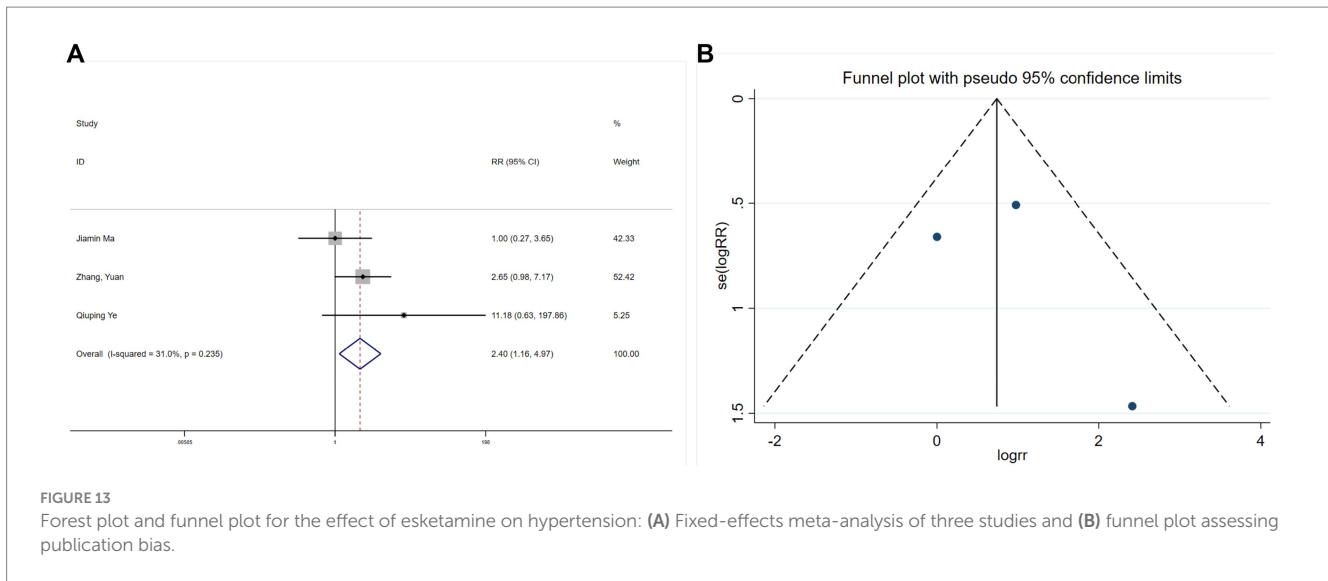 A
Study
%
ID
RR (95% CI)
Weight
Jiamin Ma
1.00 (0.27, 3.65)
42.33
Zhang, Yuan
2.65 (0.98, 7.17)
52.42
Qiuping Ye
11.18 (0.63, 197.86)
5.25
Overall (I-squared = 31.0%, p = 0.235)
2.40 (1.16, 4.97)
100.00
.00505
1
198
B
Funnel plot with pseudo 95% confidence limits
se(logRR)
0
.5
1
1.5
-2
0
2
4
logrr
FIGURE 13
Forest plot and funnel plot for the effect of esketamine on hypertension: (A) Fixed-effects meta-analysis of three studies and (B) funnel plot assessing
publication bias.